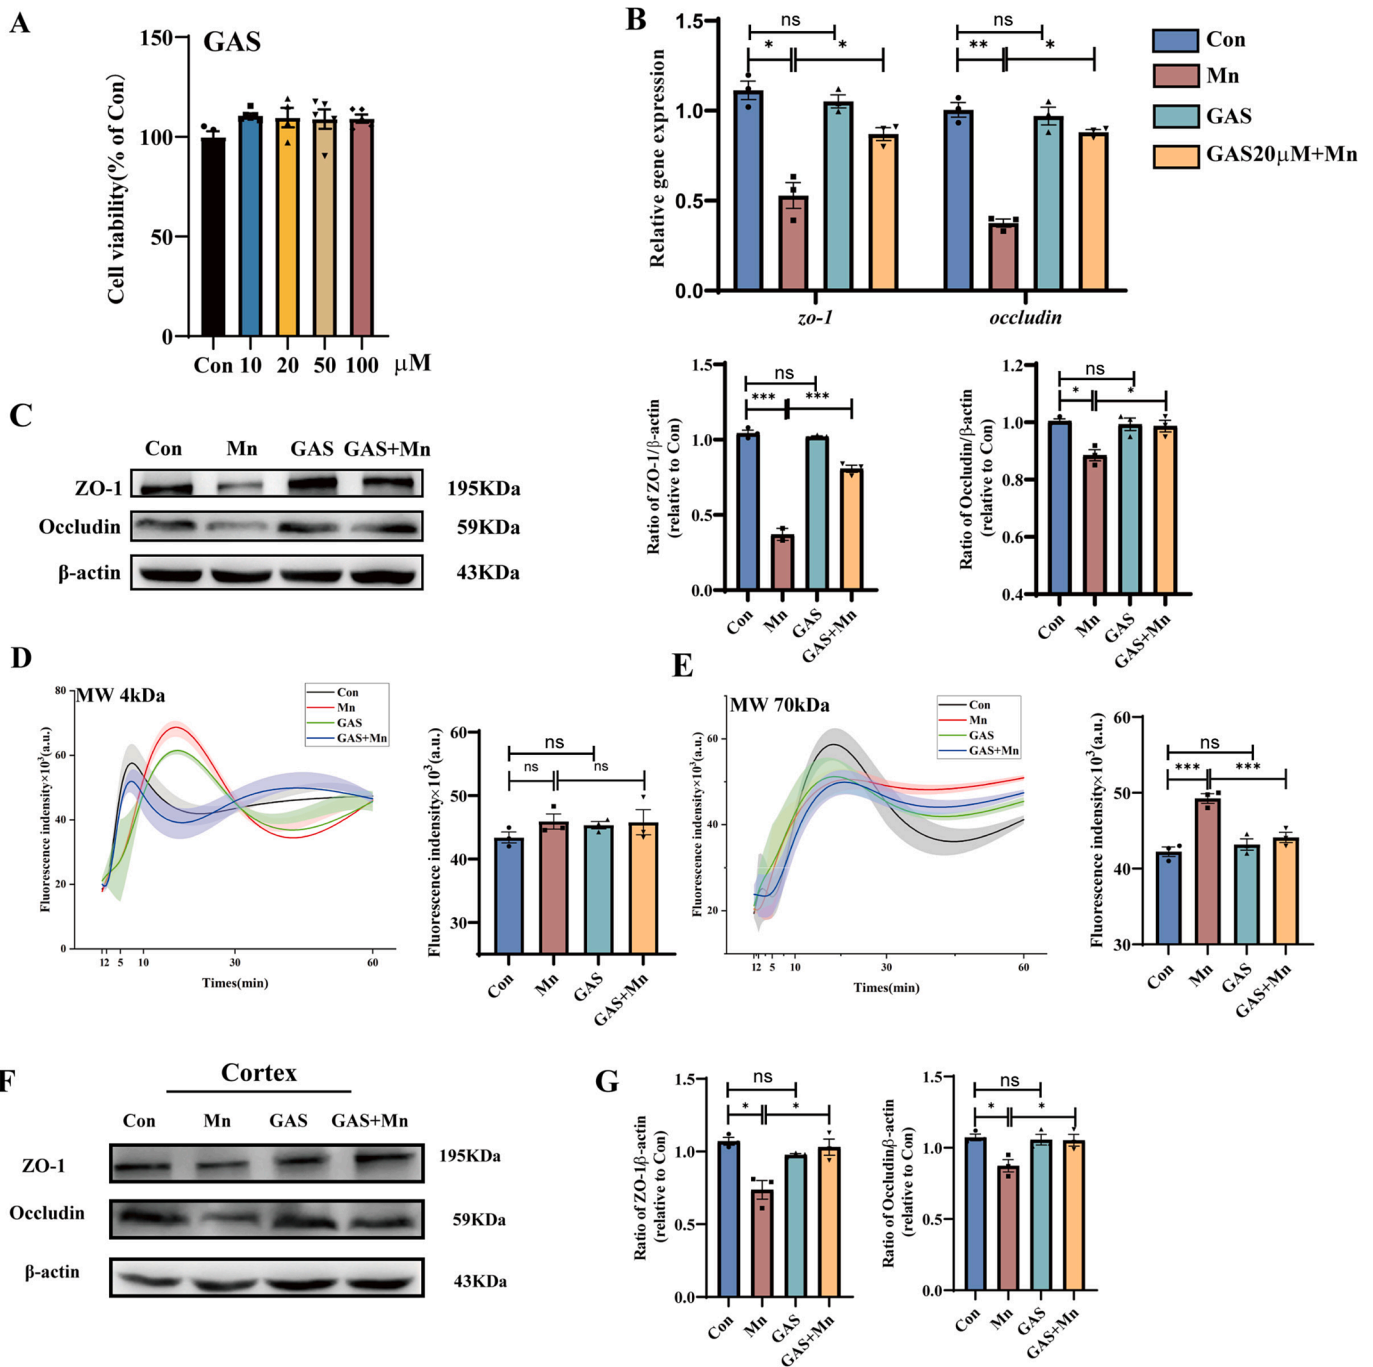 A
GAS
Cell viability(% of Con)
150
100
50
0
Con 10 20 50 100 μM
B
Relative gene expression
1.5
1.0
0.5
0.0
ns
* *
ns
** *
zo-1 occludin
Con
Mn
GAS
GAS20μM+Mn
C
Con Mn GAS GAS+Mn
ZO-1 195KDa
Occludin 59KDa
β-actin 43KDa
Ratio of ZO-1/β-actin
(relative to Con)
1.5
1.0
0.5
0.0
ns
*** ***
Con Mn GAS GAS+Mn
Ratio of Occludin/β-actin
(relative to Con)
1.2
1.0
0.8
0.6
0.4
ns
* *
Con Mn GAS GAS+Mn
D
MW 4kDa
Con
Mn
GAS
GAS+Mn
Fluorescence indensity×10³(a.u.)
80
60
40
20
0
12 5 10 30 60
Times(min)
Fluorescence indensity×10³(a.u.)
60
50
40
30
ns
ns ns
Con Mn GAS GAS+Mn
E
MW 70kDa
Con
Mn
GAS
GAS+Mn
Fluorescence indensity×10³(a.u.)
60
40
20
12 5 10 30 60
Times(min)
Fluorescence indensity×10³(a.u.)
60
50
40
30
ns
*** ***
Con Mn GAS GAS+Mn
F
Cortex
Con Mn GAS GAS+Mn
ZO-1 195KDa
Occludin 59KDa
β-actin 43KDa
G
Ratio of ZO-1β-actin
(relative to Con)
1.5
1.0
0.5
0.0
ns
* *
Con Mn GAS GAS+Mn
Ratio of Occludinβ-actin
(relative to Con)
1.5
1.0
0.5
0.0
ns
* *
Con Mn GAS GAS+Mn